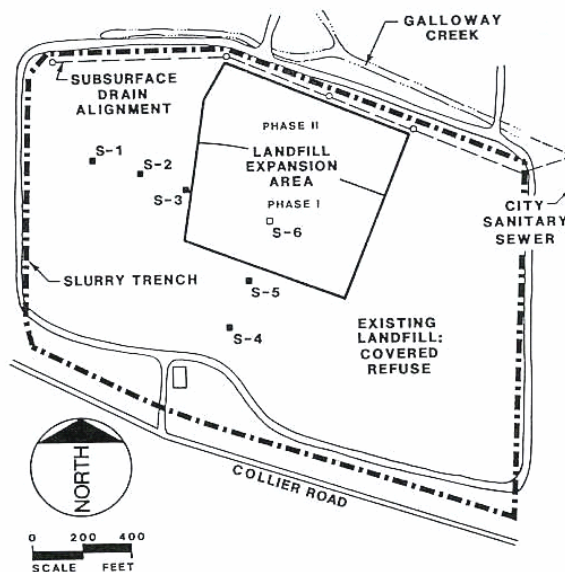 GALLOWAY
CREEK
SUBSURFACE
DRAIN
ALIGNMENT
PHASE II
LANDFILL
EXPANSION
AREA
S-1
S-2
S-3
PHASE I
S-6
CITY
SANITARY
SEWER
SLURRY TRENCH
S-5
S-4
EXISTING
LANDFILL:
COVERED
REFUSE
COLLIER ROAD
NORTH
0 200 400
SCALE FEET